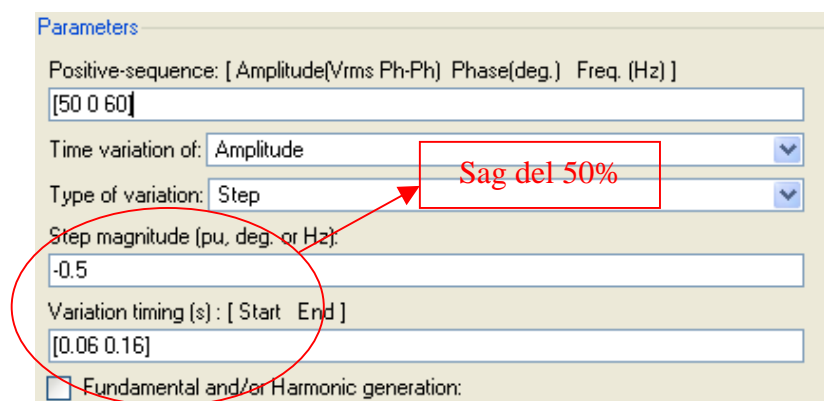 Parameters
Positive-sequence: [ Amplitude(Vrms Ph-Ph) Phase(deg.) Freq. (Hz) ]
[50 0 60]
Time variation of: Amplitude
Type of variation: Step
Sag del 50%
Step magnitude (pu, deg. or Hz):
-0.5
Variation timing (s) : [ Start End ]
[0.06 0.16]
Fundamental and/or Harmonic generation: